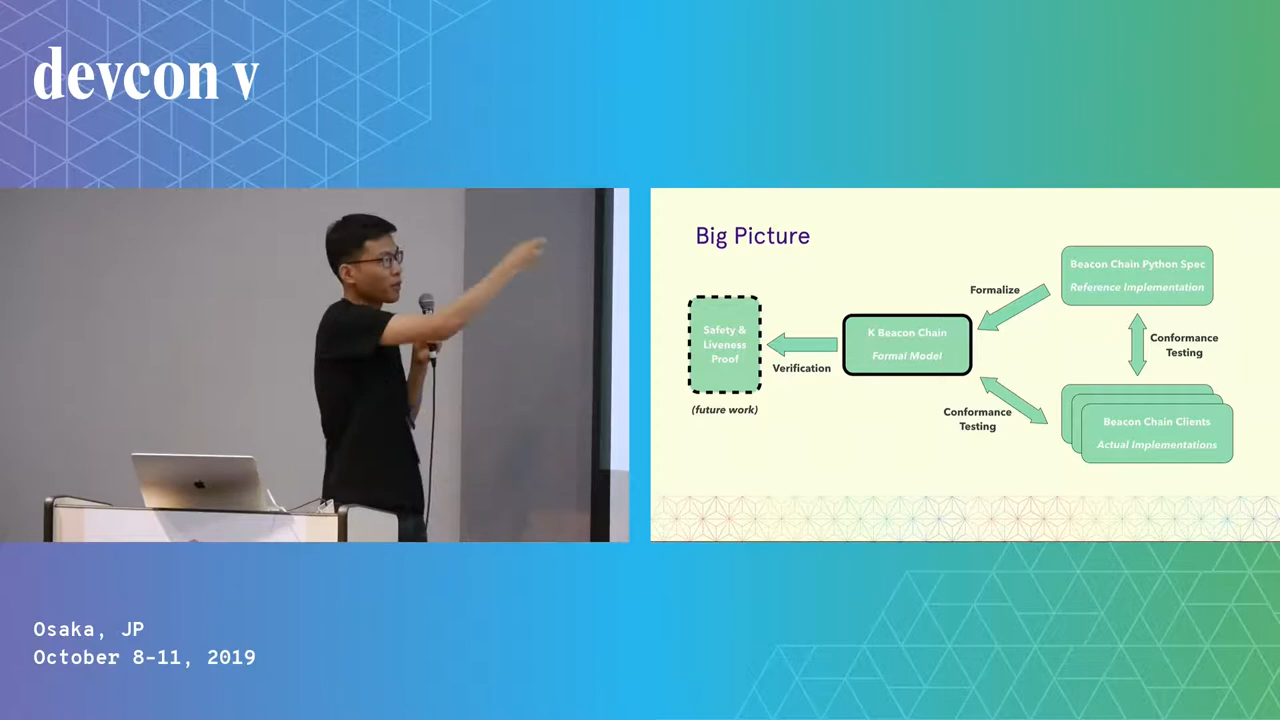 devcon v
Big Picture
Beacon Chain Python Spec
Reference Implementation
Formalize
Safety &
Liveness
Proof
K Beacon Chain
Formal Model
Conformance
Testing
Verification
(future work)
Conformance
Testing
Beacon Chain Clients
Actual Implementations
Osaka, JP
October 8-11, 2019